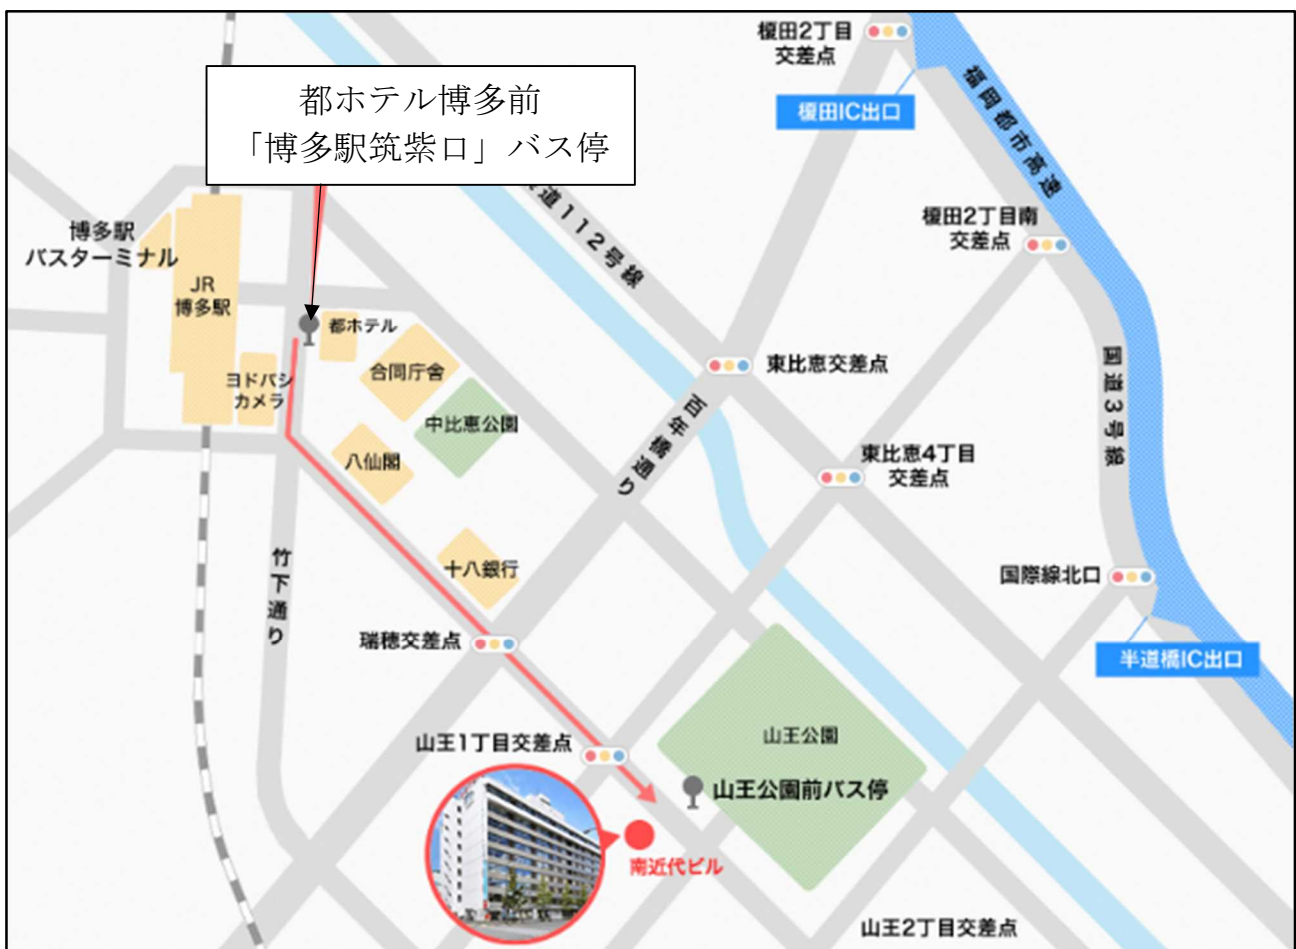 榎田2丁目
交差点
都ホテル博多前
「博多駅筑紫口」バス停
榎田IC出口
福岡都市高速
道112号線
榎田2丁目南
交差点
博多駅
バスターミナル
JR
博多駅
都ホテル
合同庁舎
ヨドバシ
カメラ
中比恵公園
東比恵交差点
国道3号線
百年橋通り
八仙閣
東比恵4丁目
交差点
十八銀行
竹下通り
国際線北口
瑞穂交差点
半道橋IC出口
山王1丁目交差点
山王公園
山王公園前バス停
南近代ビル
山王2丁目交差点